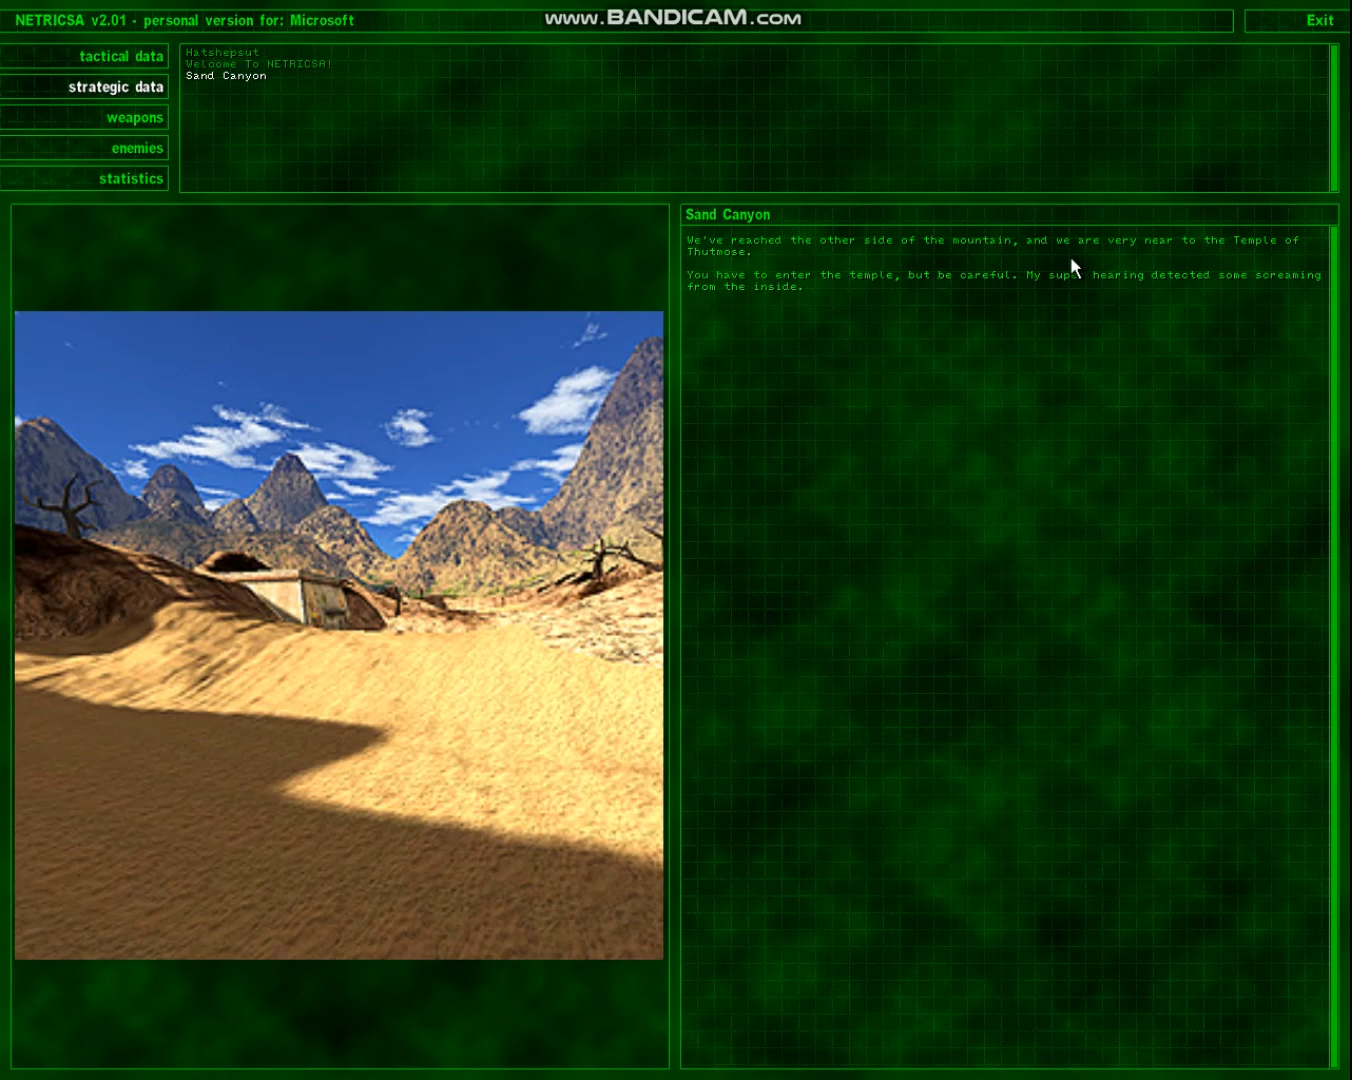 NETRICSA v2.01 - personal version for: Microsoft
www.BANDICAM.com
Exit
tactical data
strategic data
weapons
enemies
statistics
Hatshepsut
Welcome To NETRICSA!
Sand Canyon
Sand Canyon
We've reached the other side of the mountain, and we are very near to the Temple of
Thutmose.
You have to enter the temple, but be careful. My super hearing detected some screaming
from the inside.